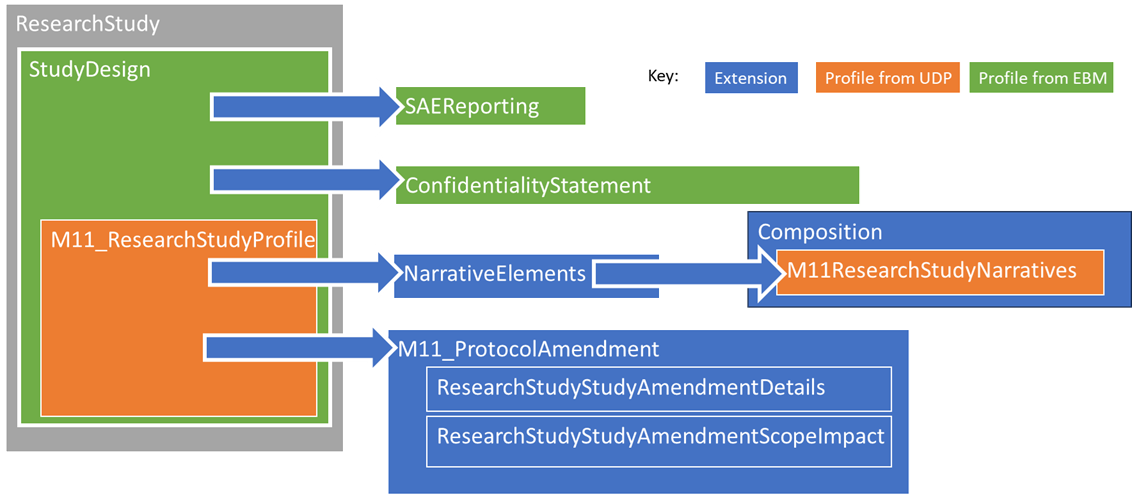 ResearchStudy
StudyDesign
Key:
Extension
Profile from UDP
Profile from EBM
SAEReporting
ConfidentialityStatement
M11_ResearchStudyProfile
Composition
NarrativeElements
M11ResearchStudyNarratives
M11_ProtocolAmendment
ResearchStudyStudyAmendmentDetails
ResearchStudyStudyAmendmentScopeImpact